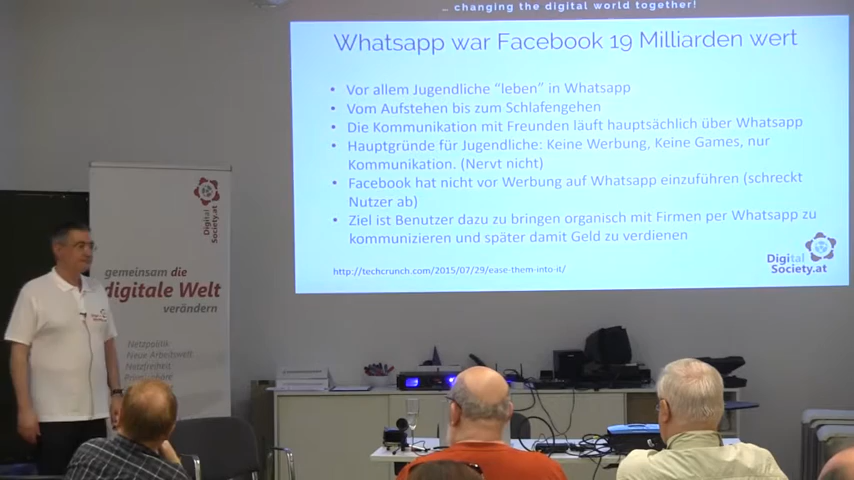 ... changing the digital world together!
Whatsapp war Facebook 19 Milliarden wert
• Vor allem Jugendliche “leben” in Whatsapp
• Vom Aufstehen bis zum Schlafengehen
• Die Kommunikation mit Freunden läuft hauptsächlich über Whatsapp
• Hauptgründe für Jugendliche: Keine Werbung, Keine Games, nur
Kommunikation. (Nervt nicht)
• Facebook hat nicht vor Werbung auf Whatsapp einzuführen (schreckt
Nutzer ab)
• Ziel ist Benutzer dazu zu bringen organisch mit Firmen per Whatsapp zu
kommunizieren und später damit Geld zu verdienen
http://techcrunch.com/2015/07/29/ease-them-into-it/
Digital
Society.at
Digital
Society.at
gemeinsam die
digitale Welt
verändern
Netzpolitik
Neue Arbeitswelt
Netzfreiheit